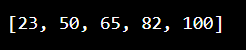 [23, 50, 65, 82, 100]